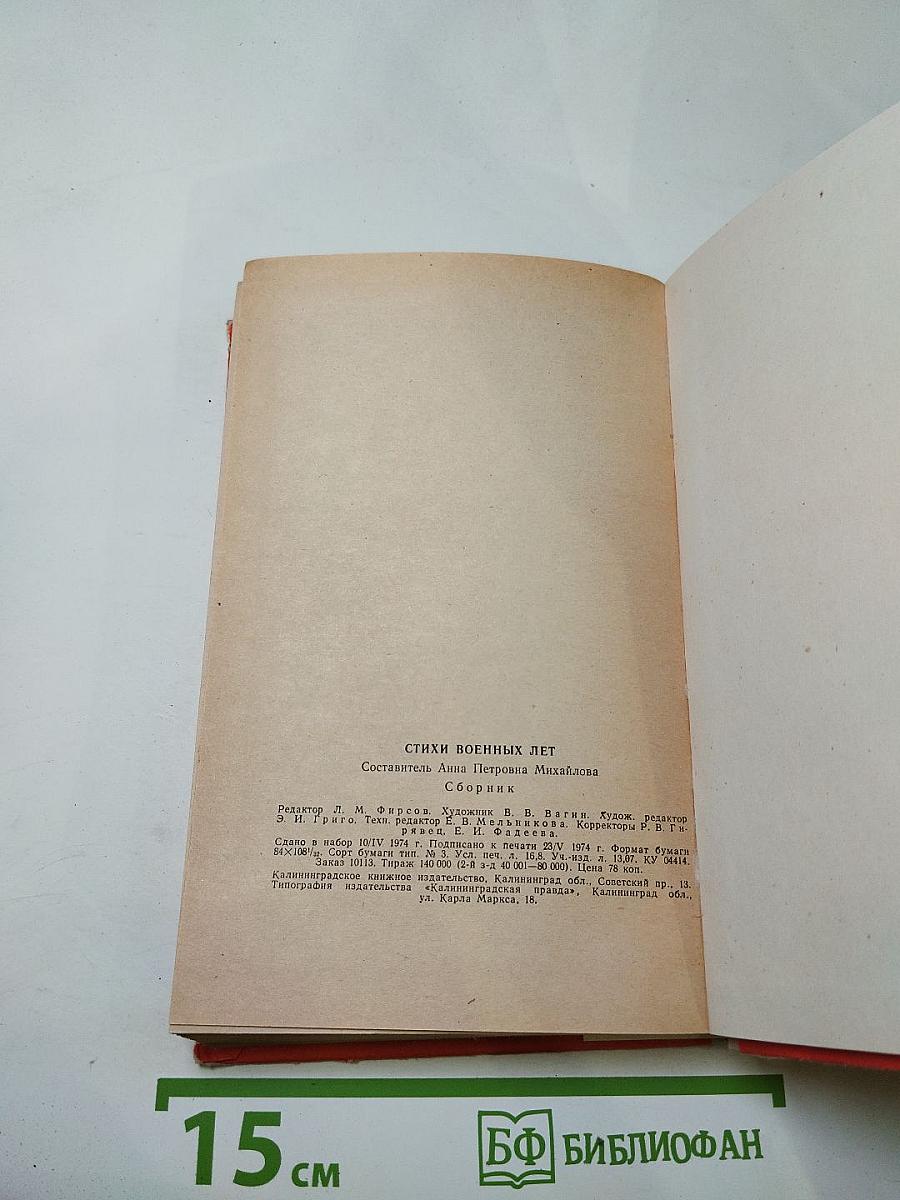 СТИХИ ВОЕННЫХ ЛЕТ
Составитель Анна Петровна Михайлова
Сборник
Редактор Л. М. Фирсов. Художник В. В. Вагин. Худож. редактор
Э. И. Григо. Техн. редактор Е. В. Мельникова. Корректоры Р. В. Ги-
рявец, Е. И. Фадеева.
Сдано в набор 10/IV 1974 г. Подписано к печати 23/V 1974 г. Формат бумаги
84×108¹/₃₂. Сорт бумаги тип. № 3. Усл. печ. л. 16,8. Уч.-изд. л. 13,07. КУ 04414.
Заказ 10113. Тираж 140 000 (2-й з-д 40 001—80 000). Цена 78 коп.
Калининградское книжное издательство, Калининград обл., Советский пр., 13.
Типография издательства «Калининградская правда», Калининград обл.,
ул. Карла Маркса, 18.
15 см
БФ БИБЛИОФАН